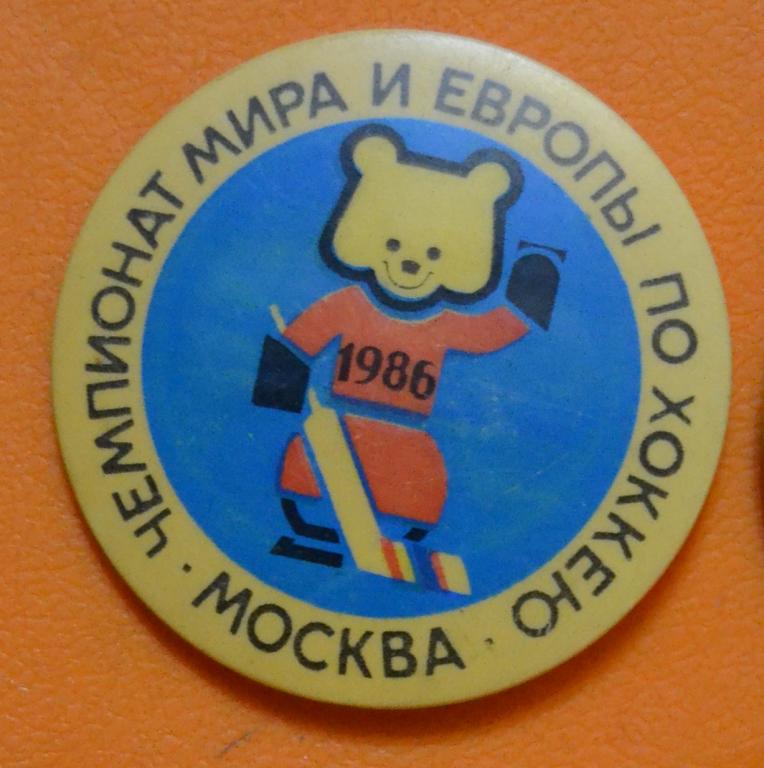 ЧЕМПИОНАТ МИРА И ЕВРОПЫ ПО ХОККЕЮ
· МОСКВА ·
1986